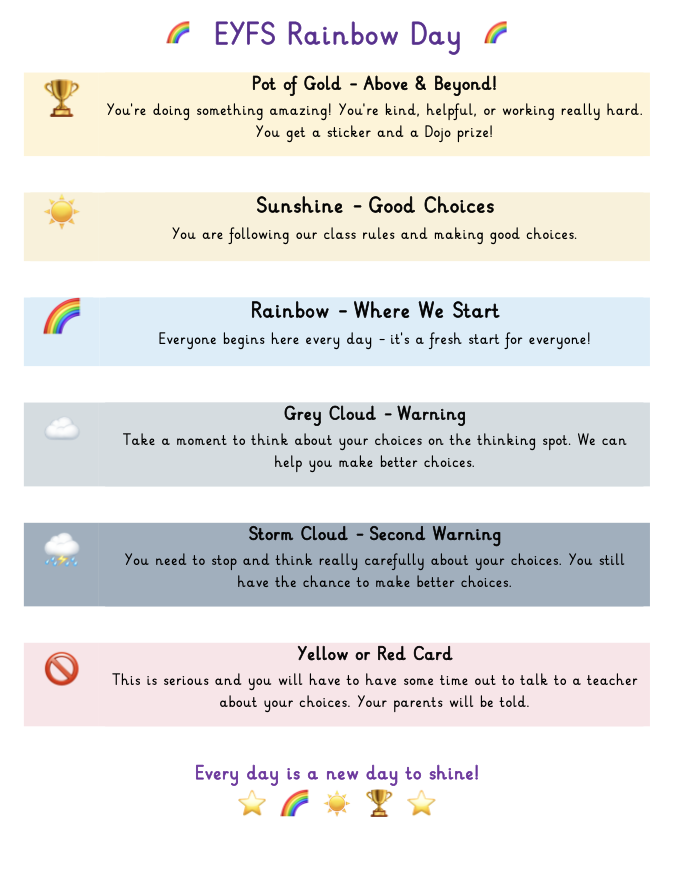 EYFS Rainbow Day
Pot of Gold - Above & Beyond!
You're doing something amazing! You're kind, helpful, or working really hard.
You get a sticker and a Dojo prize!
Sunshine - Good Choices
You are following our class rules and making good choices.
Rainbow - Where We Start
Everyone begins here every day - it's a fresh start for everyone!
Grey Cloud - Warning
Take a moment to think about your choices on the thinking spot. We can
help you make better choices.
Storm Cloud - Second Warning
You need to stop and think really carefully about your choices. You still
have the chance to make better choices.
Yellow or Red Card
This is serious and you will have to have some time out to talk to a teacher
about your choices. Your parents will be told.
Every day is a new day to shine!